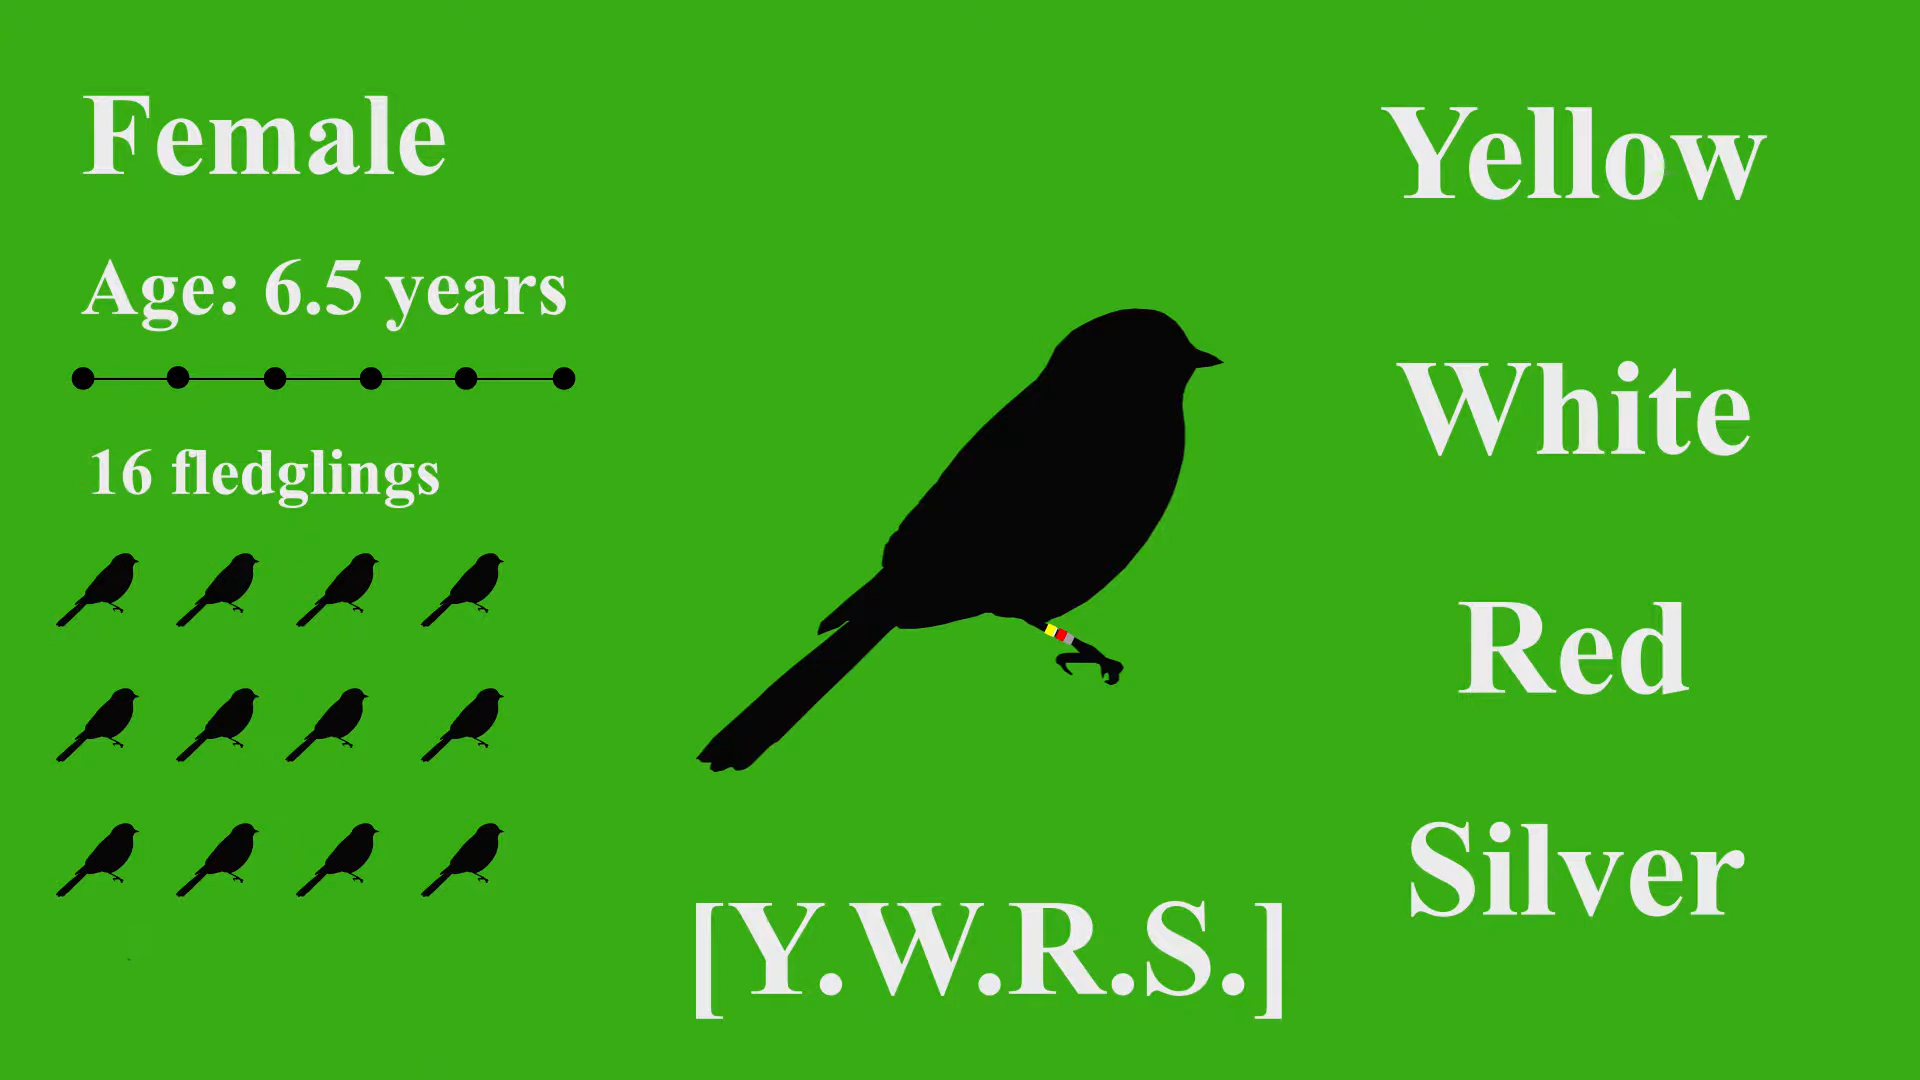 Female
Age: 6.5 years
16 fledglings
Yellow
White
Red
Silver
[Y.W.R.S.]